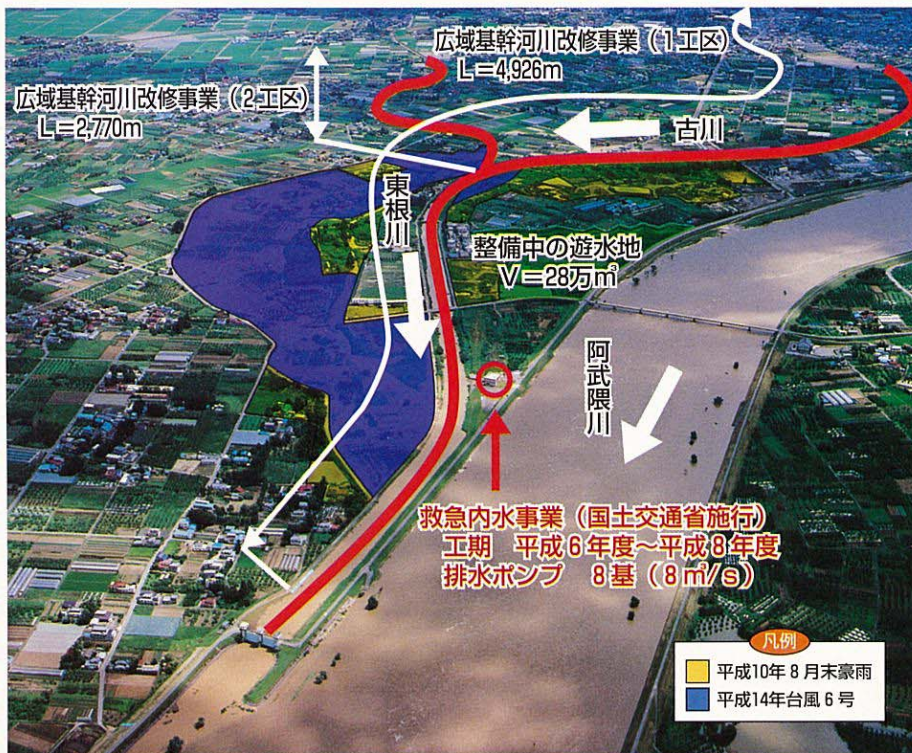 広域基幹河川改修事業（1工区）
L＝4,926m
広域基幹河川改修事業（2工区）
L＝2,770m
古川
東根川
整備中の遊水地
V＝28万㎥
阿武隈川
救急内水事業（国土交通省施行）
工期　平成6年度～平成8年度
排水ポンプ　8基（8㎥/s）
凡例
平成10年8月末豪雨
平成14年台風6号